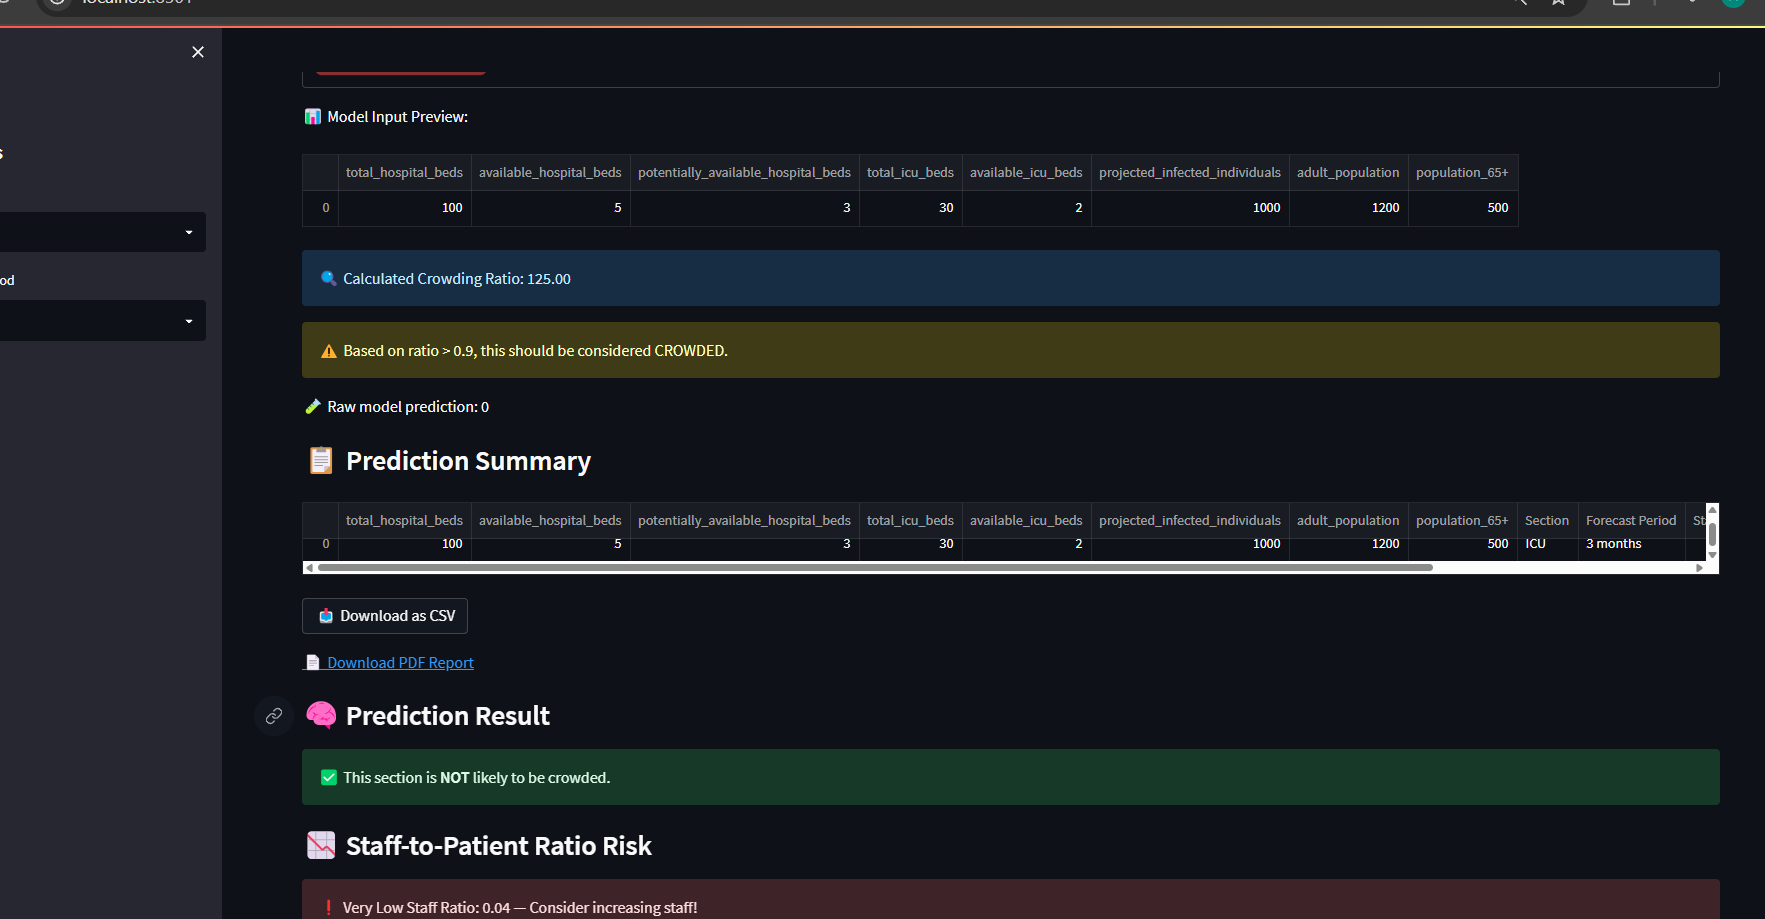 Model Input Preview:
total_hospital_beds available_hospital_beds potentially_available_hospital_beds total_icu_beds available_icu_beds projected_infected_individuals adult_population population_65+
0 100 5 3 30 2 1000 1200 500
od
Calculated Crowding Ratio: 125.00
Based on ratio > 0.9, this should be considered CROWDED.
Raw model prediction: 0
Prediction Summary
total_hospital_beds available_hospital_beds potentially_available_hospital_beds total_icu_beds available_icu_beds projected_infected_individuals adult_population population_65+ Section Forecast Period St
0 100 5 3 30 2 1000 1200 500 ICU 3 months
Download as CSV
Download PDF Report
Prediction Result
This section is NOT likely to be crowded.
Staff-to-Patient Ratio Risk
Very Low Staff Ratio: 0.04 — Consider increasing staff!